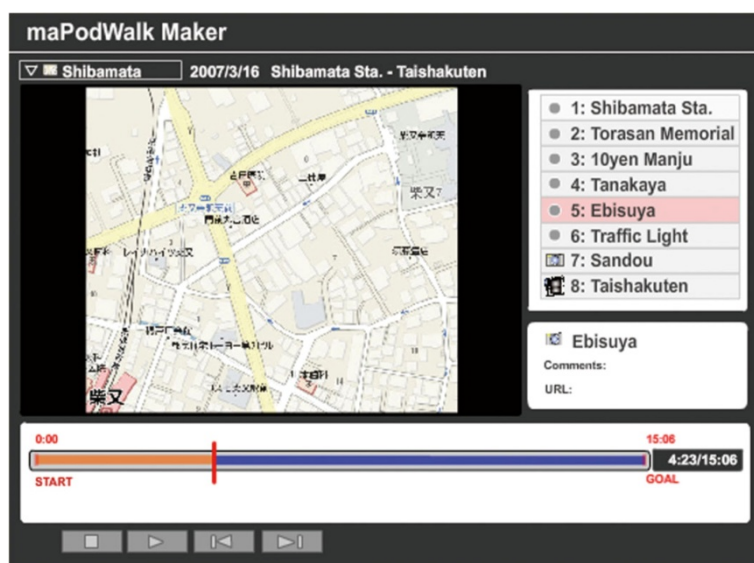 maPodWalk Maker
Shibamata 2007/3/16 Shibamata Sta. - Taishakuten
1: Shibamata Sta.
2: Torasan Memorial
3: 10yen Manju
4: Tanakaya
5: Ebisuya
6: Traffic Light
7: Sandou
8: Taishakuten
柴又7
柴又
Ebisuya
Comments:
URL:
0:00
15:06
4:23/15:06
START
GOAL